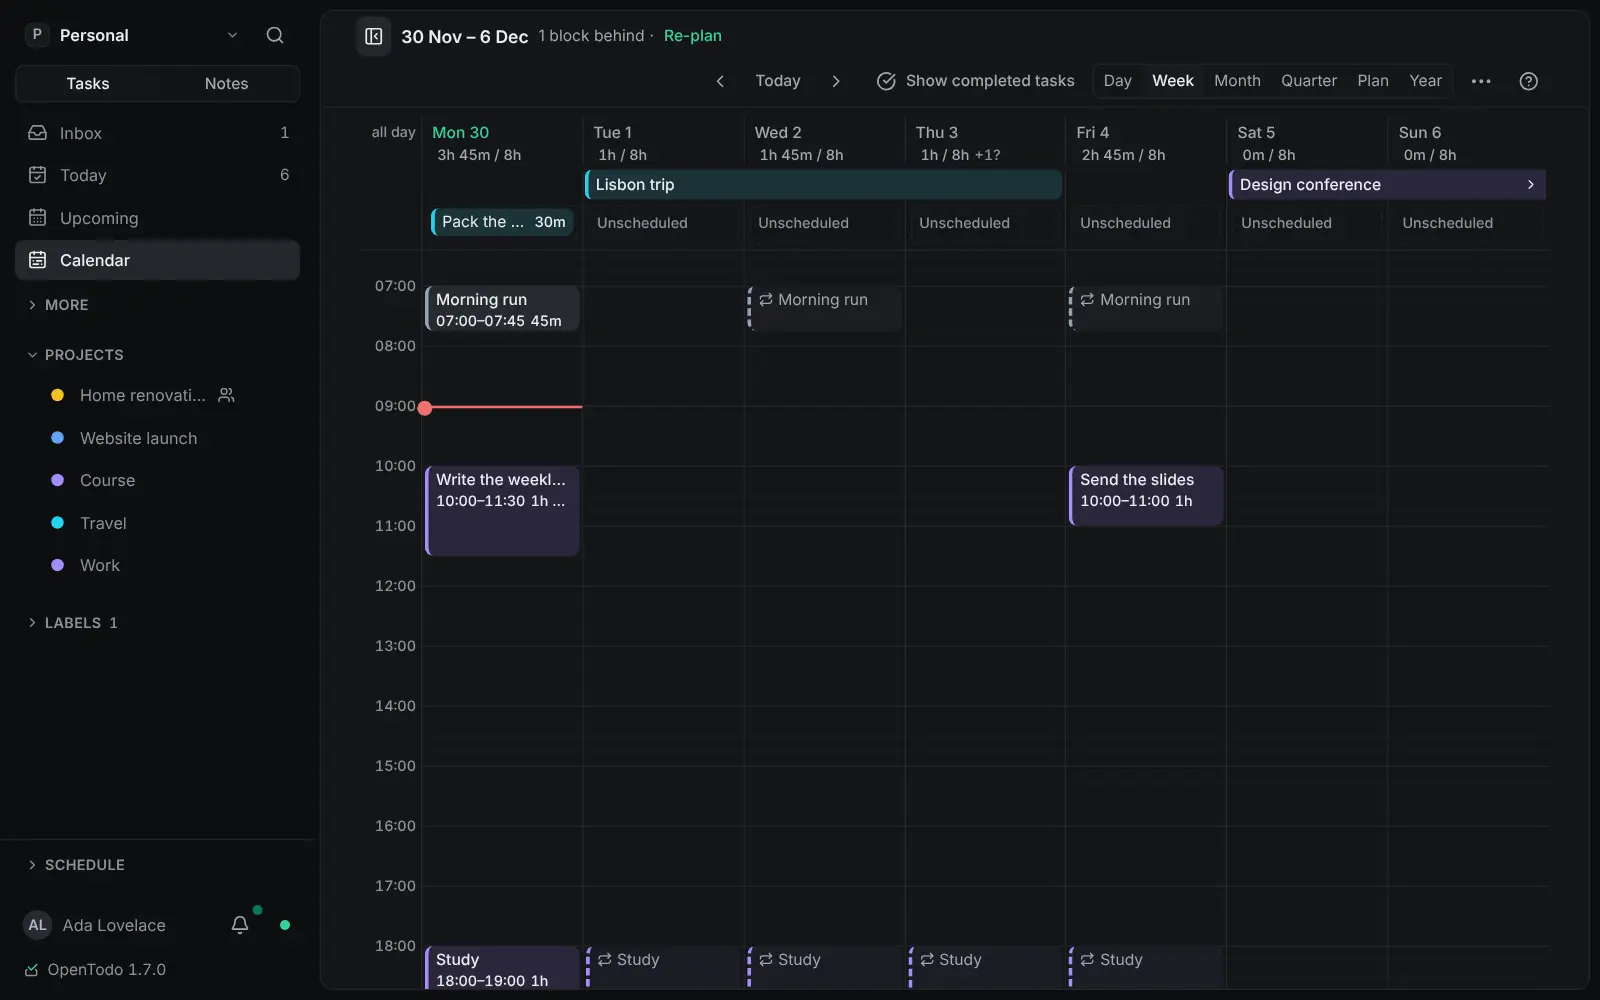 P Personal
Tasks Notes
Inbox 1
Today 6
Upcoming
Calendar
MORE
PROJECTS
Home renovati...
Website launch
Course
Travel
Work
LABELS 1
SCHEDULE
AL Ada Lovelace
OpenTodo 1.7.0
30 Nov – 6 Dec 1 block behind · Re-plan
Today Show completed tasks Day Week Month Quarter Plan Year
all day Mon 30 Tue 1 Wed 2 Thu 3 Fri 4 Sat 5 Sun 6
3h 45m / 8h 1h / 8h 1h 45m / 8h 1h / 8h +1? 2h 45m / 8h 0m / 8h 0m / 8h
Lisbon trip Design conference
Pack the ... 30m Unscheduled Unscheduled Unscheduled Unscheduled Unscheduled Unscheduled
07:00 Morning run Morning run Morning run
07:00–07:45 45m
08:00
09:00
10:00 Write the weekl... Send the slides
10:00–11:30 1h ... 10:00–11:00 1h
11:00
12:00
13:00
14:00
15:00
16:00
17:00
18:00 Study Study Study Study Study
18:00–19:00 1h